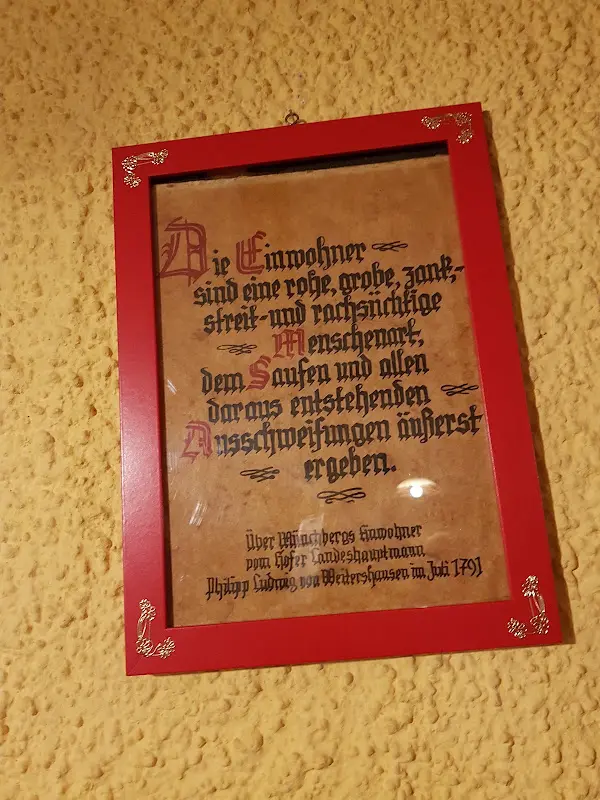 Die Einwohner
sind eine rohe, grobe, zank,-
streit-und rachsüchtige
Menschenart,
dem Saufen und allen
daraus entstehenden
Ausschweifungen äußerst
ergeben.
Über Münchbergs Einwohner
vom Hofer Landeshauptmann
Philipp Ludwig von Weitershausen im Juli 1791